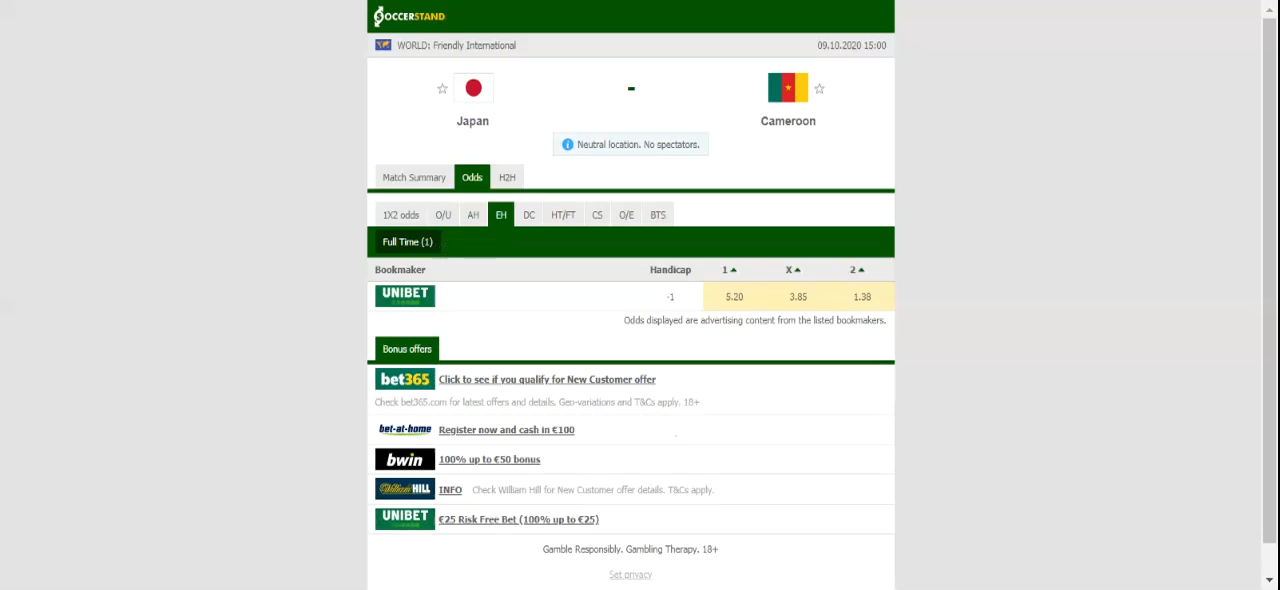 SOCCERSTAND
WORLD: Friendly International 09.10.2020 15:00
-
Japan Cameroon
Neutral location. No spectators.
Match Summary Odds H2H
1X2 odds O/U AH EH DC HT/FT CS O/E BTS
Full Time (1)
Bookmaker Handicap 1 X 2
UNIBET -1 5.20 3.85 1.38
Odds displayed are advertising content from the listed bookmakers.
Bonus offers
bet365 Click to see if you qualify for New Customer offer
Check bet365.com for latest offers and details. Geo-variations and T&Cs apply. 18+
bet-at-home Register now and cash in €100
bwin 100% up to €50 bonus
William HILL INFO Check William Hill for New Customer offer details. T&Cs apply.
UNIBET €25 Risk Free Bet (100% up to €25)
Gamble Responsibly. Gambling Therapy. 18+
Set privacy